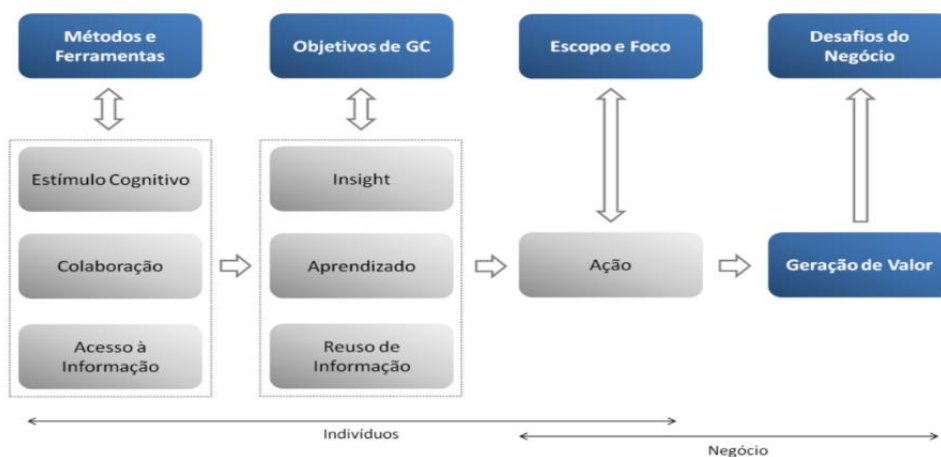 Métodos e
Ferramentas
Objetivos de GC
Escopo e Foco
Desafios do
Negócio
Estímulo Cognitivo
Insight
Colaboração
Aprendizado
Ação
Geração de Valor
Acesso à
Informação
Reuso de
Informação
Indivíduos
Negócio